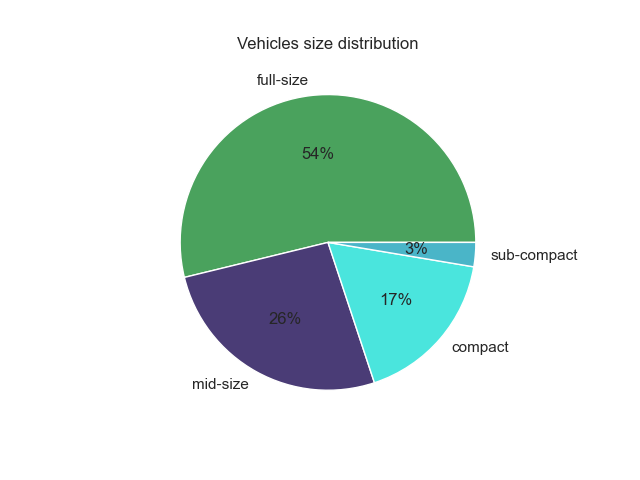 Vehicles size distribution
full-size
54%
3%
sub-compact
17%
26%
compact
mid-size